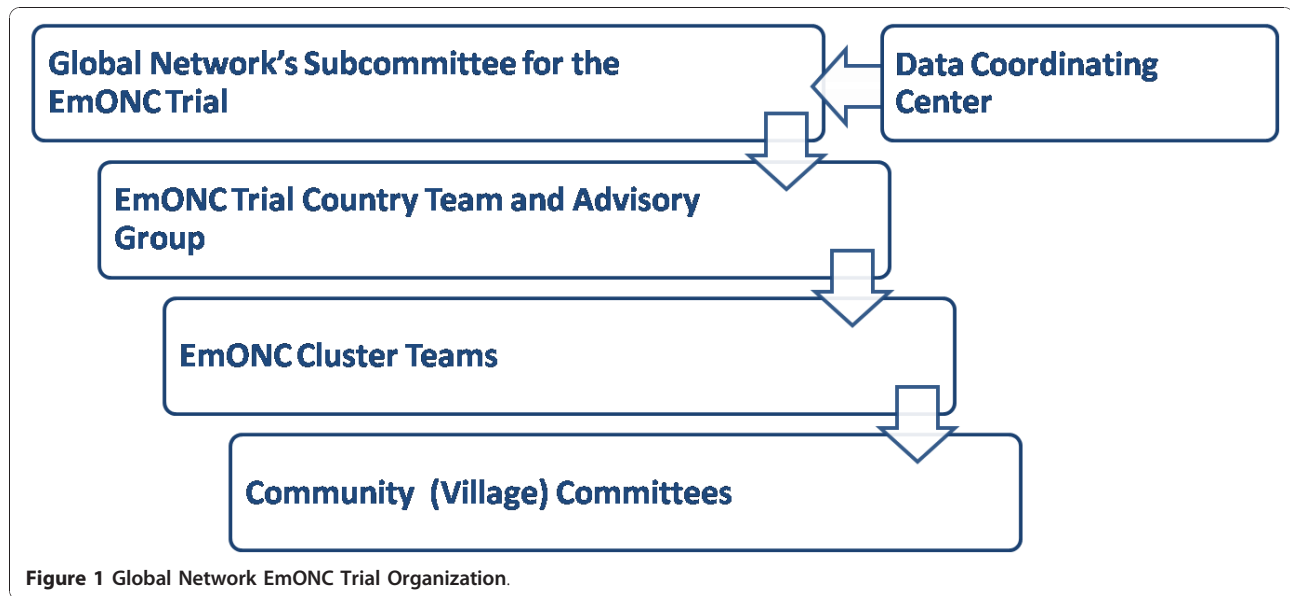 Global Network's Subcommittee for the
EmONC Trial
Data Coordinating
Center
EmONC Trial Country Team and Advisory
Group
EmONC Cluster Teams
Community (Village) Committees
Figure 1 Global Network EmONC Trial Organization.